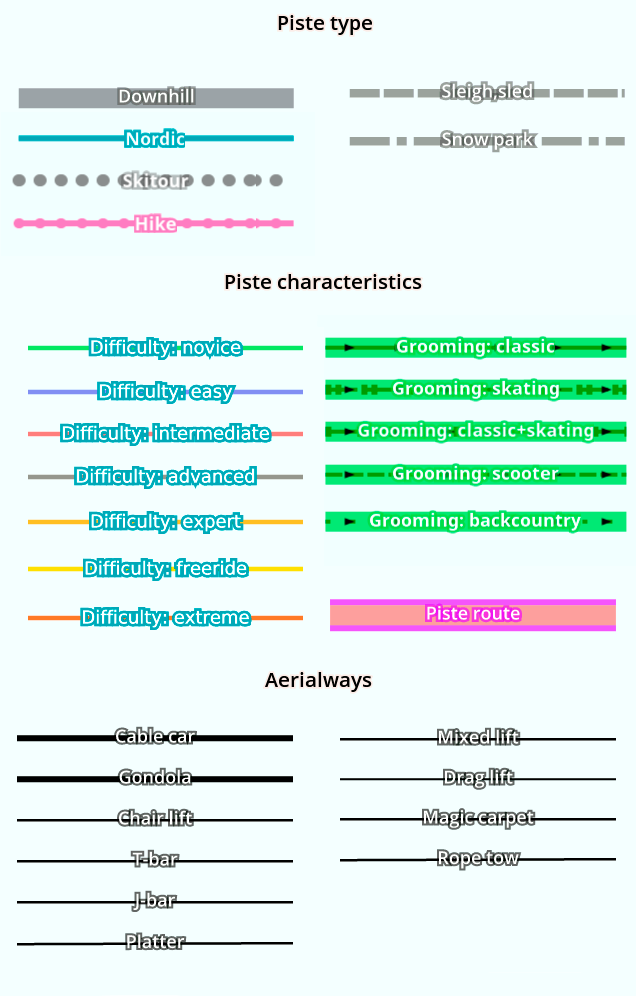 Piste type
Downhill
Nordic
Skitour
Hike
Sleigh,sled
Snow park
Piste characteristics
Difficulty: novice
Difficulty: easy
Difficulty: intermediate
Difficulty: advanced
Difficulty: expert
Difficulty: freeride
Difficulty: extreme
Grooming: classic
Grooming: skating
Grooming: classic+skating
Grooming: scooter
Grooming: backcountry
Piste route
Aerialways
Cable car
Gondola
Chair lift
T-bar
J-bar
Platter
Mixed lift
Drag lift
Magic carpet
Rope tow